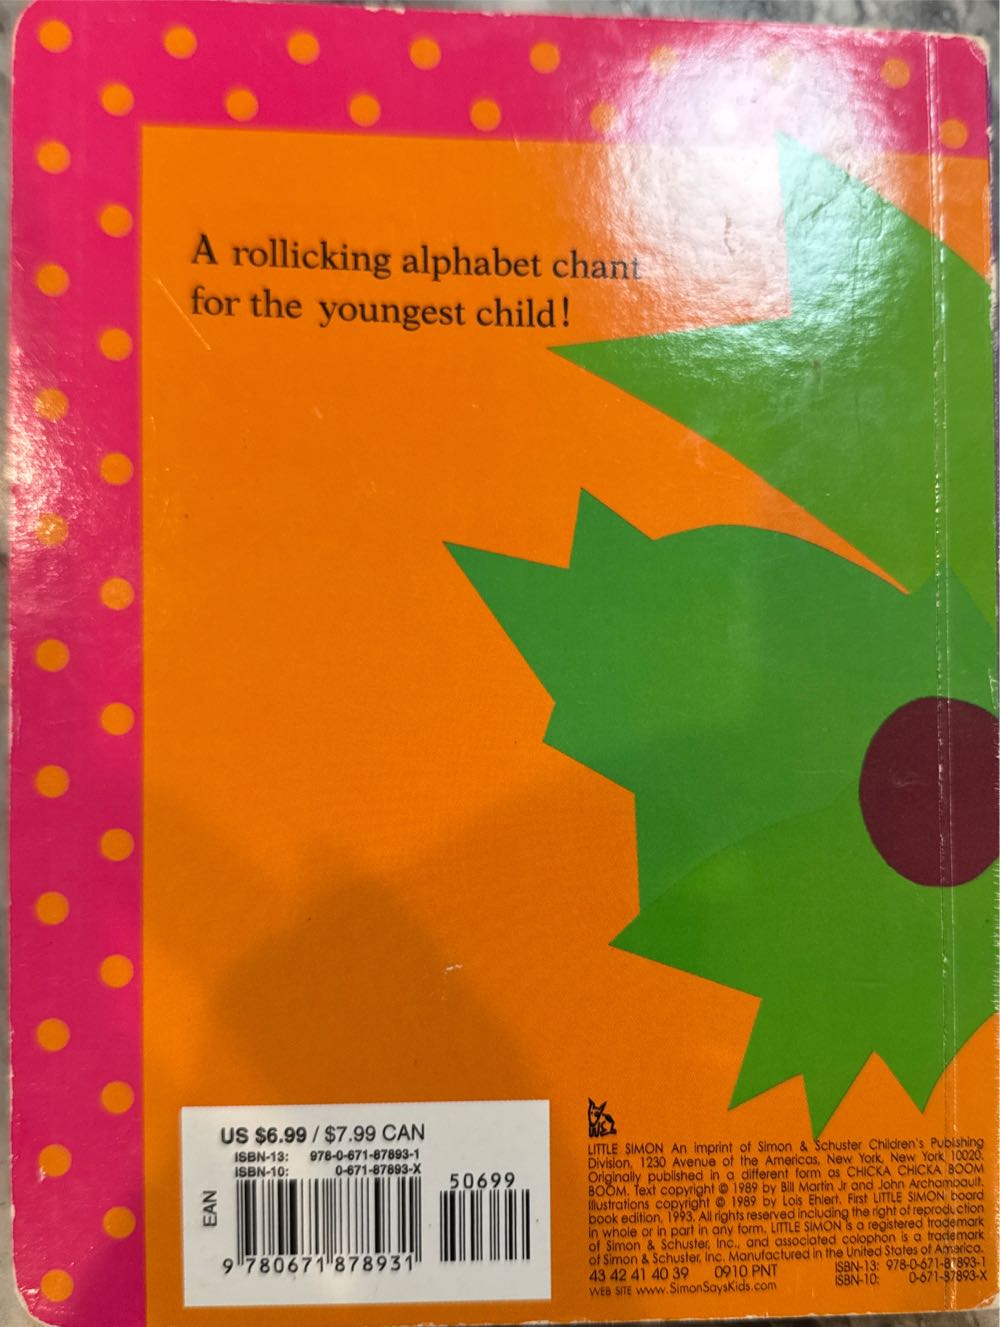 A rollicking alphabet chant
for the youngest child!
US $6.99 / $7.99 CAN
ISBN-13: 978-0-671-87893-1
ISBN-10: 0-671-87893-X
EAN
50699
9 780671 878931
LITTLE SIMON An imprint of Simon & Schuster Children's Publishing
Division, 1230 Avenue of the Americas, New York, New York 10020.
Originally published in a different form as CHICKA CHICKA BOOM
BOOM. Text copyright © 1989 by Bill Martin Jr and John Archambault.
Illustrations copyright © 1989 by Lois Ehlert. First LITTLE SIMON board
book edition, 1993. All rights reserved including the right of reproduction
in whole or in part in any form. LITTLE SIMON is a registered trademark
of Simon & Schuster, Inc., and associated colophon is a trademark
of Simon & Schuster, Inc. Manufactured in the United States of America.
43 42 41 40 39 0910 PNT ISBN-13: 978-0-671-87893-1
WEB SITE www.SimonSaysKids.com ISBN-10: 0-671-87893-X